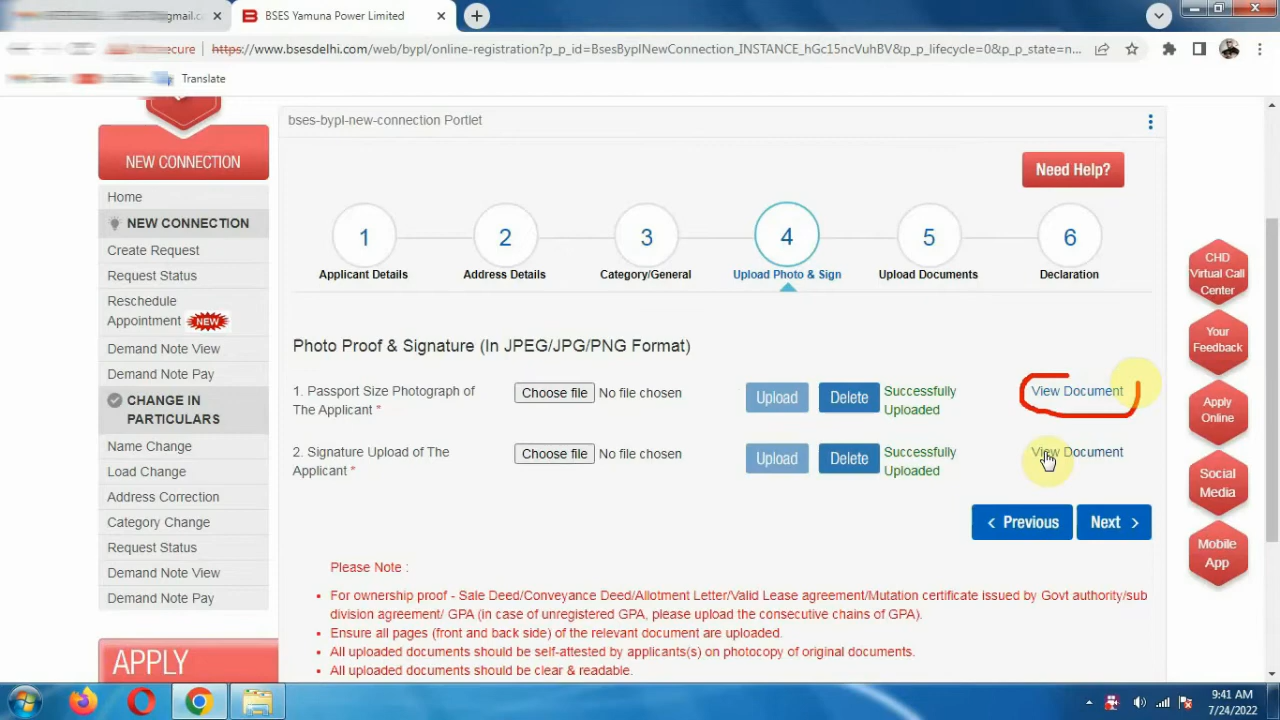 gmail.c
BSES Yamuna Power Limited
ecure
https://www.bsesdelhi.com/web/bypl/online-registration?p_p_id=BsesByplNewConnection_INSTANCE_hGc15ncVuhBV&p_p_lifecycle=0&p_p_state=n...
Translate
bses-bypl-new-connection Portlet
NEW CONNECTION
Need Help?
Home
NEW CONNECTION
Create Request
Request Status
Reschedule
Appointment NEW
Demand Note View
Demand Note Pay
CHANGE IN
PARTICULARS
Name Change
Load Change
Address Correction
Category Change
Request Status
Demand Note View
Demand Note Pay
APPLY
1 2 3 4 5 6
Applicant Details Address Details Category/General Upload Photo & Sign Upload Documents Declaration
Photo Proof & Signature (In JPEG/JPG/PNG Format)
1. Passport Size Photograph of
The Applicant *
Choose file No file chosen Upload Delete
Successfully
Uploaded
View Document
2. Signature Upload of The
Applicant *
Choose file No file chosen Upload Delete
Successfully
Uploaded
View Document
Previous Next
Please Note :
• For ownership proof - Sale Deed/Conveyance Deed/Allotment Letter/Valid Lease agreement/Mutation certificate issued by Govt authority/sub
division agreement/ GPA (in case of unregistered GPA, please upload the consecutive chains of GPA).
• Ensure all pages (front and back side) of the relevant document are uploaded.
• All uploaded documents should be self-attested by applicants(s) on photocopy of original documents.
• All uploaded documents should be clear & readable.
CHD
Virtual Call
Center
Your
Feedback
Apply
Online
Social
Media
Mobile
App
9:41 AM
7/24/2022